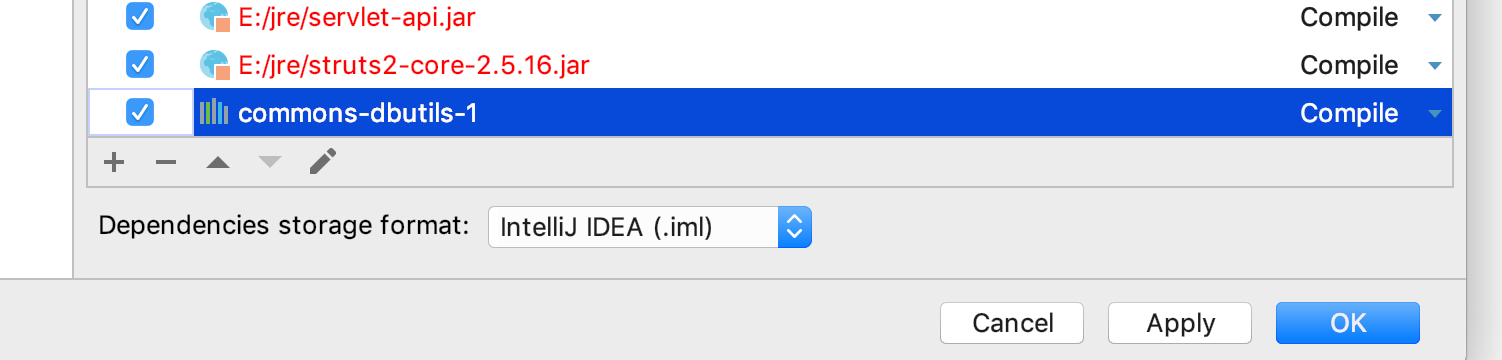 E:/jre/servlet-api.jar Compile
E:/jre/struts2-core-2.5.16.jar Compile
commons-dbutils-1 Compile
Dependencies storage format: IntelliJ IDEA (.iml)
Cancel Apply OK